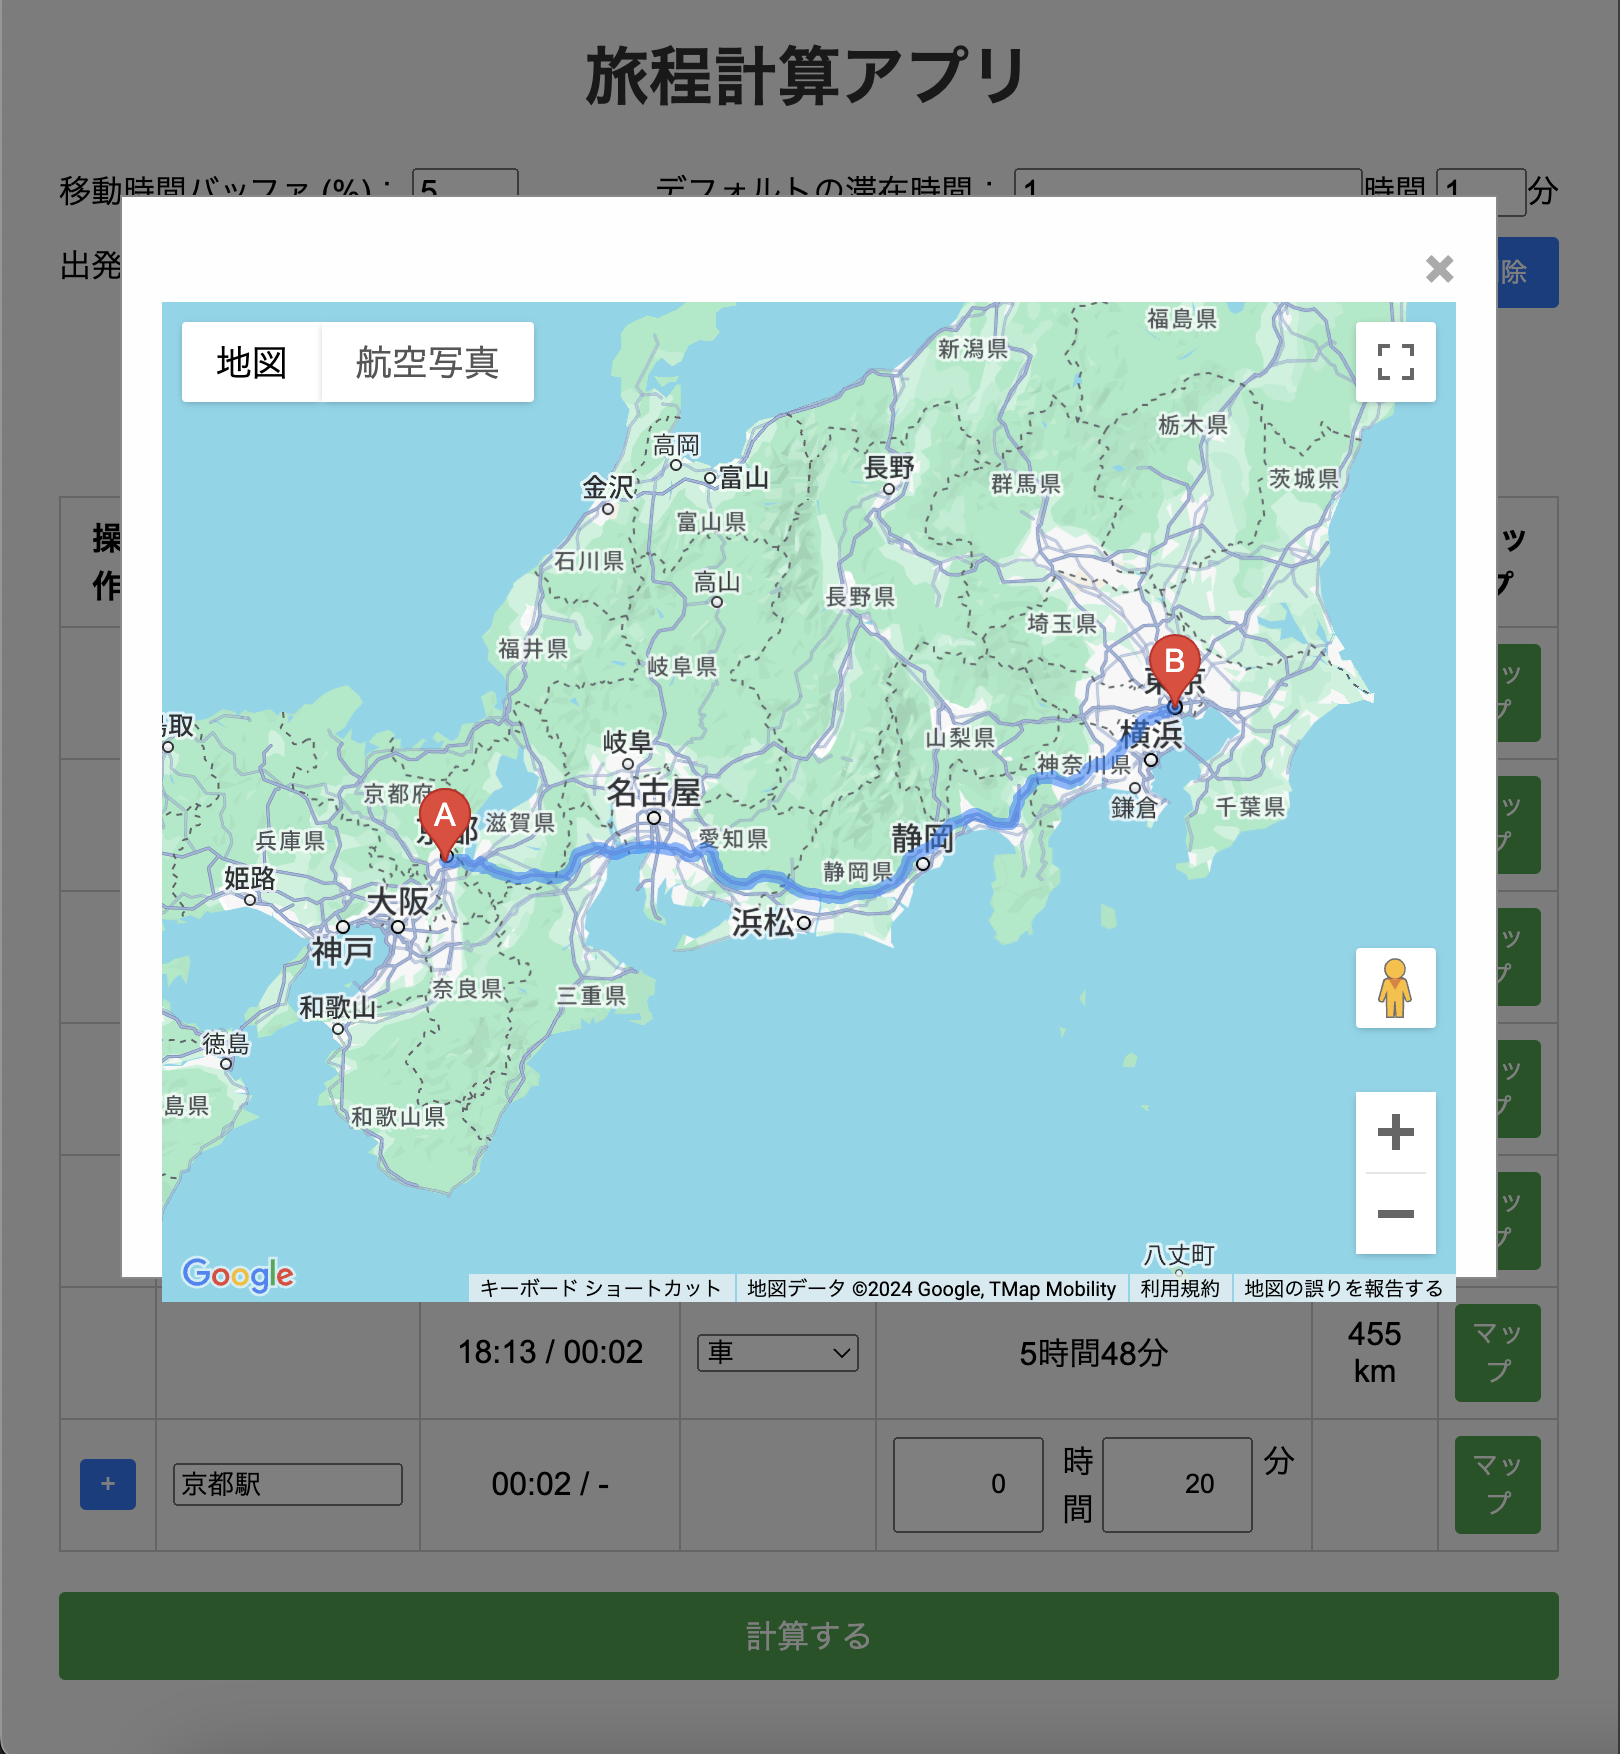 旅程計算アプリ
移動時間バッファ (%)： 5 デフォルトの滞在時間： 1 時間 1 分
出発
除
×
地図 航空写真
福島県
新潟県
栃木県
高岡
富山
長野
金沢
群馬県
茨城県
富山県
操作
ップ
石川県
高山
長野県
埼玉県
福井県
岐阜県
B
東京
ップ
取
岐阜
山梨県
横浜
神奈川県
京都府
名古屋
鎌倉
千葉県
A
京都
滋賀県
愛知県
静岡
兵庫県
静岡県
ップ
姫路
大阪
浜松
神戸
ップ
奈良県
三重県
和歌山
徳島
ップ
島県
和歌山県
+
−
ップ
八丈町
Google
キーボード ショートカット 地図データ ©2024 Google, TMap Mobility 利用規約 地図の誤りを報告する
18:13 / 00:02 車 5時間48分 455 km マップ
+ 京都駅 00:02 / - 0 時間 20 分 マップ
計算する